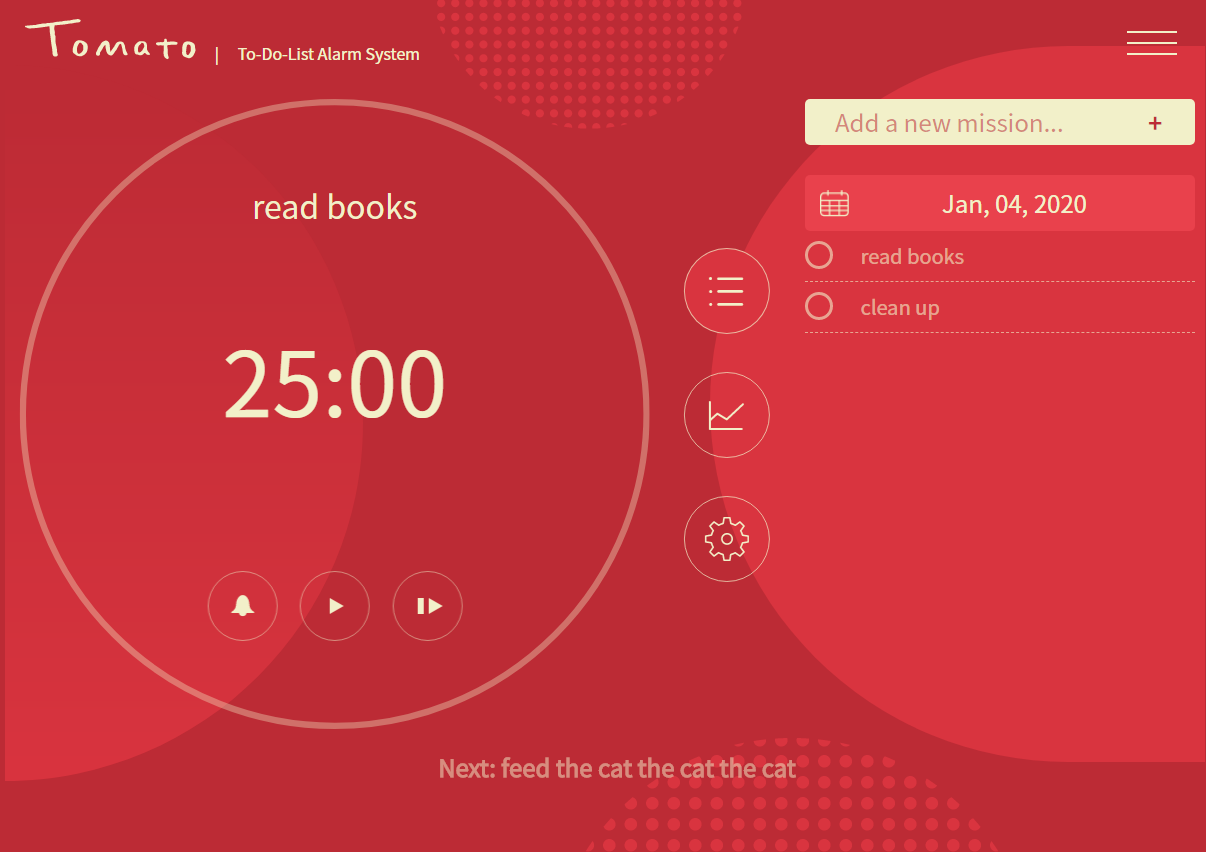 Tomato | To-Do-List Alarm System
Add a new mission... +
read books
Jan, 04, 2020
read books
clean up
25:00
Next: feed the cat the cat the cat